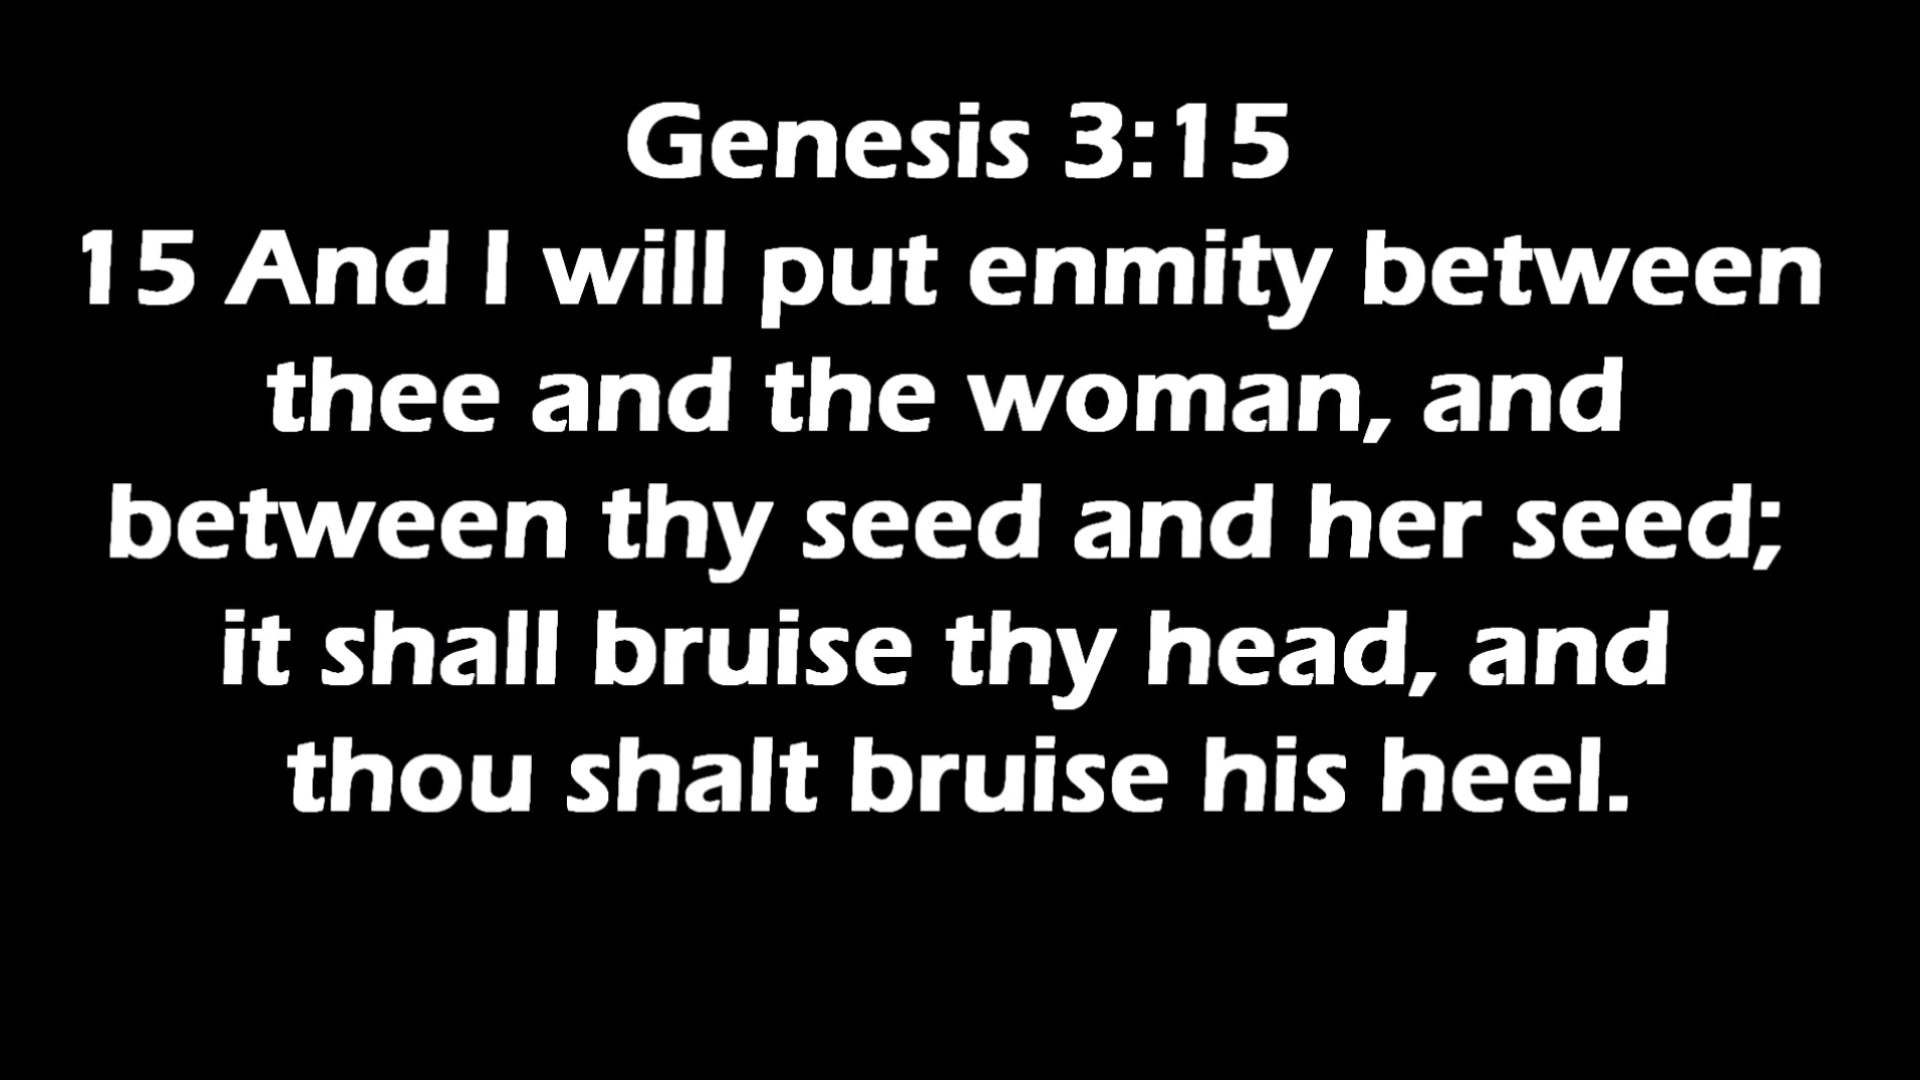 Genesis 3:15
15 And I will put enmity between
thee and the woman, and
between thy seed and her seed;
it shall bruise thy head, and
thou shalt bruise his heel.